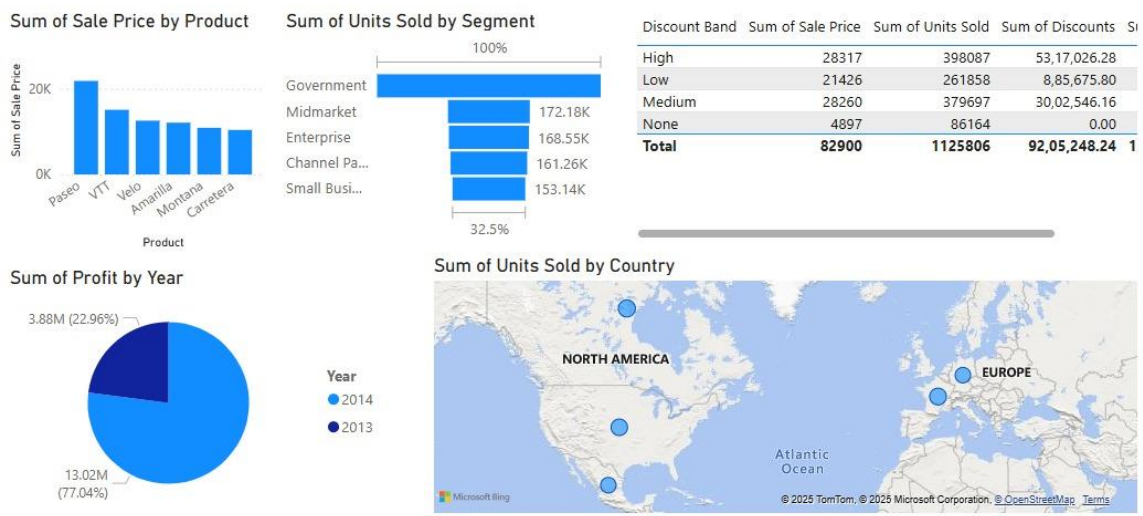 Sum of Sale Price by Product
Sum of Sale Price
20K
0K
Paseo
VTT
Velo
Amarilla
Montana
Carretera
Product
Sum of Units Sold by Segment
100%
Government
Midmarket 172.18K
Enterprise 168.55K
Channel Pa... 161.26K
Small Busi... 153.14K
32.5%
Discount Band Sum of Sale Price Sum of Units Sold Sum of Discounts
High 28317 398087 53,17,026.28
Low 21426 261858 8,85,675.80
Medium 28260 379697 30,02,546.16
None 4897 86164 0.00
Total 82900 1125806 92,05,248.24 1
Sum of Profit by Year
3.88M (22.96%)
13.02M
(77.04%)
Year
2014
2013
Sum of Units Sold by Country
NORTH AMERICA
EUROPE
Atlantic
Ocean
Microsoft Bing
© 2025 TomTom, © 2025 Microsoft Corporation, © OpenStreetMap Terms